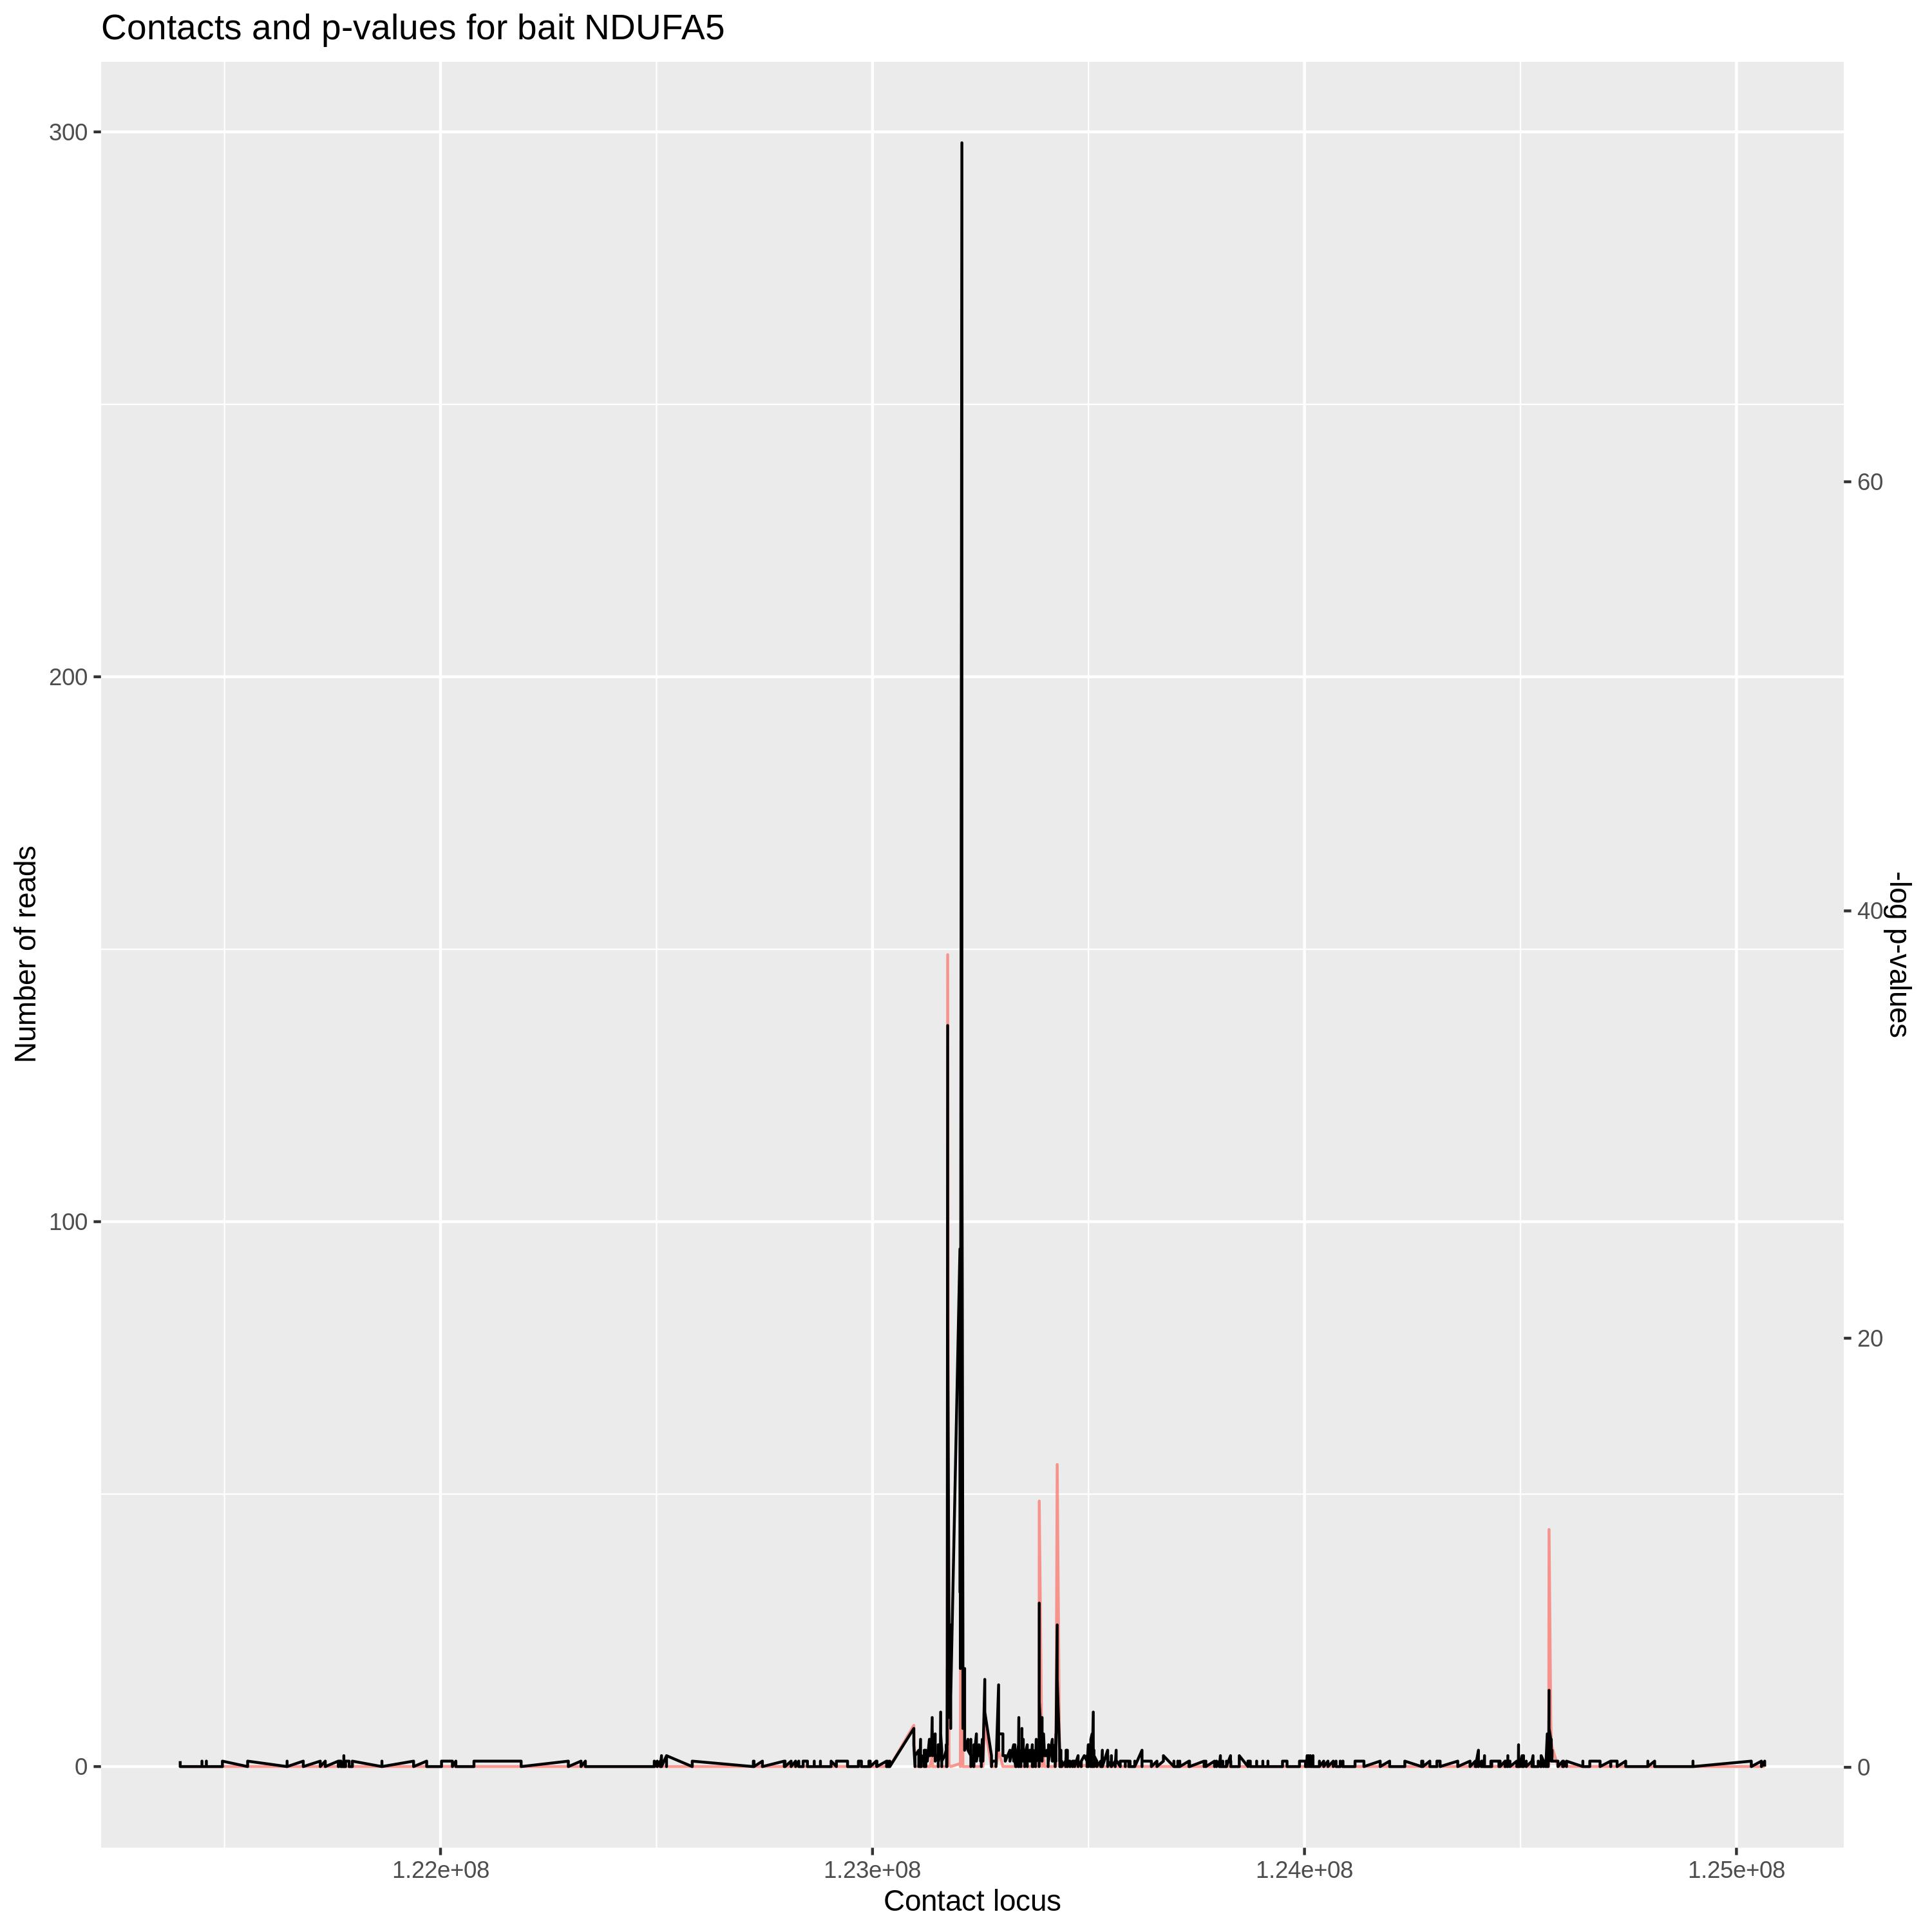 Contacts and p-values for bait NDUFA5
300
200
100
0
Number of reads
60
40
20
0
-log p-values
1.22e+08
1.23e+08
1.24e+08
1.25e+08
Contact locus